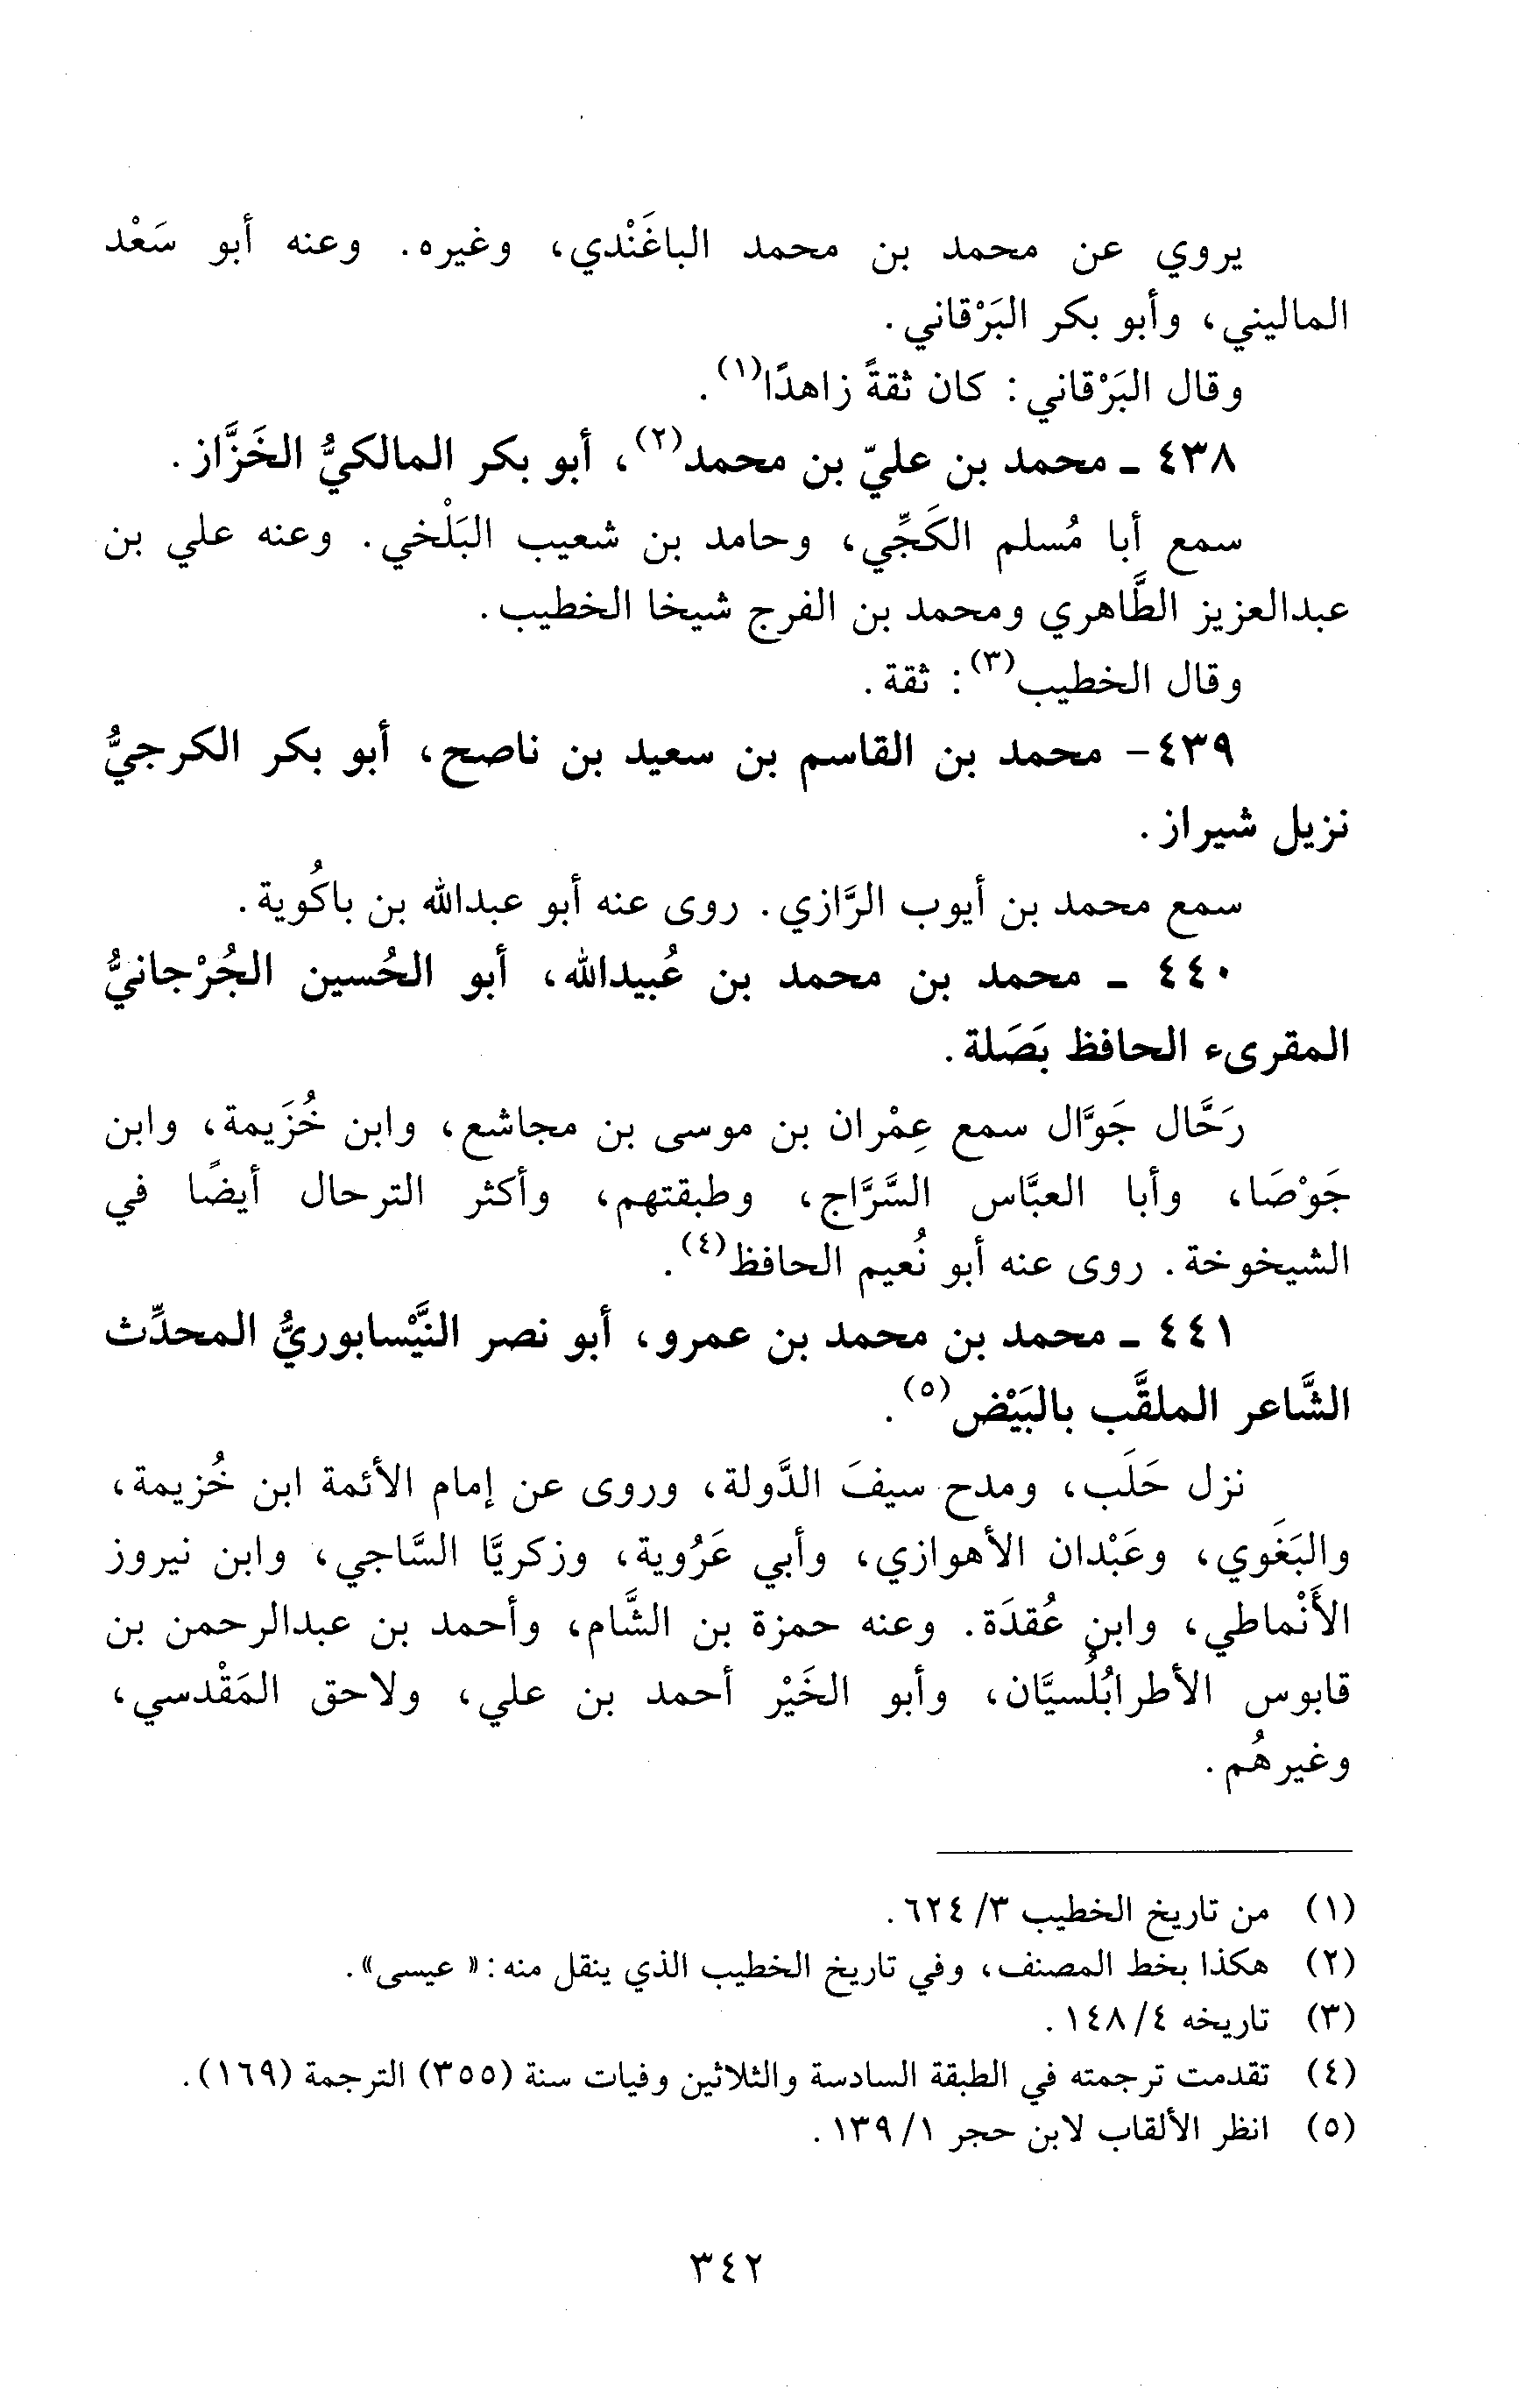 يروي عن محمد بن محمد الباغَنْدي، وغيره. وعنه أبو سَعْد
الماليني، وأبو بكر البَرْقاني.
وقال البَرْقاني: كان ثقةً زاهدًا(١).
٤٣٨ ـ محمد بن عليّ بن محمد(٢)، أبو بكر المالكيُّ الخَزَّاز.
سمع أبا مُسلم الكَجِّي، وحامد بن شعيب البَلْخي. وعنه علي بن
عبدالعزيز الطَّاهري ومحمد بن الفرج شيخا الخطيب.
وقال الخطيب(٣): ثقة.
٤٣٩- محمد بن القاسم بن سعيد بن ناصح، أبو بكر الكرجيُّ
نزيل شيراز.
سمع محمد بن أيوب الرَّازي. روى عنه أبو عبدالله بن باكُوية.
٤٤٠ ـ محمد بن محمد بن عُبيدالله، أبو الحُسين الجُرْجانيُّ
المقرىء الحافظ بَصَلة.
رَحَّال جَوَّال سمع عِمْران بن موسى بن مجاشع، وابن خُزَيمة، وابن
جَوْصَا، وأبا العبَّاس السَّرَّاج، وطبقتهم، وأكثر الترحال أيضًا في
الشيخوخة. روى عنه أبو نُعيم الحافظ(٤).
٤٤١ ـ محمد بن محمد بن عمرو، أبو نصر النَّيْسابوريُّ المحدِّث
الشَّاعر الملقَّب بالبَيْض(٥).
نزل حَلَب، ومدح سيفَ الدَّولة، وروى عن إمام الأئمة ابن خُزيمة،
والبَغَوي، وعَبْدان الأهوازي، وأبي عَرُوبة، وزكريَّا السَّاجي، وابن نيروز
الأَنْماطي، وابن عُقدَة. وعنه حمزة بن الشَّام، وأحمد بن عبدالرحمن بن
قابوس الأطرابُلُسيَّان، وأبو الخَيْر أحمد بن علي، ولاحق المَقْدسي،
وغيرهُم.
(١) من تاريخ الخطيب ٣/ ٦٢٤.
(٢) هكذا بخط المصنف، وفي تاريخ الخطيب الذي ينقل منه: «عيسى».
(٣) تاريخه ٤/ ١٤٨.
(٤) تقدمت ترجمته في الطبقة السادسة والثلاثين وفيات سنة (٣٥٥) الترجمة (١٦٩).
(٥) انظر الألقاب لابن حجر ١/ ١٣٩.
٣٤٢